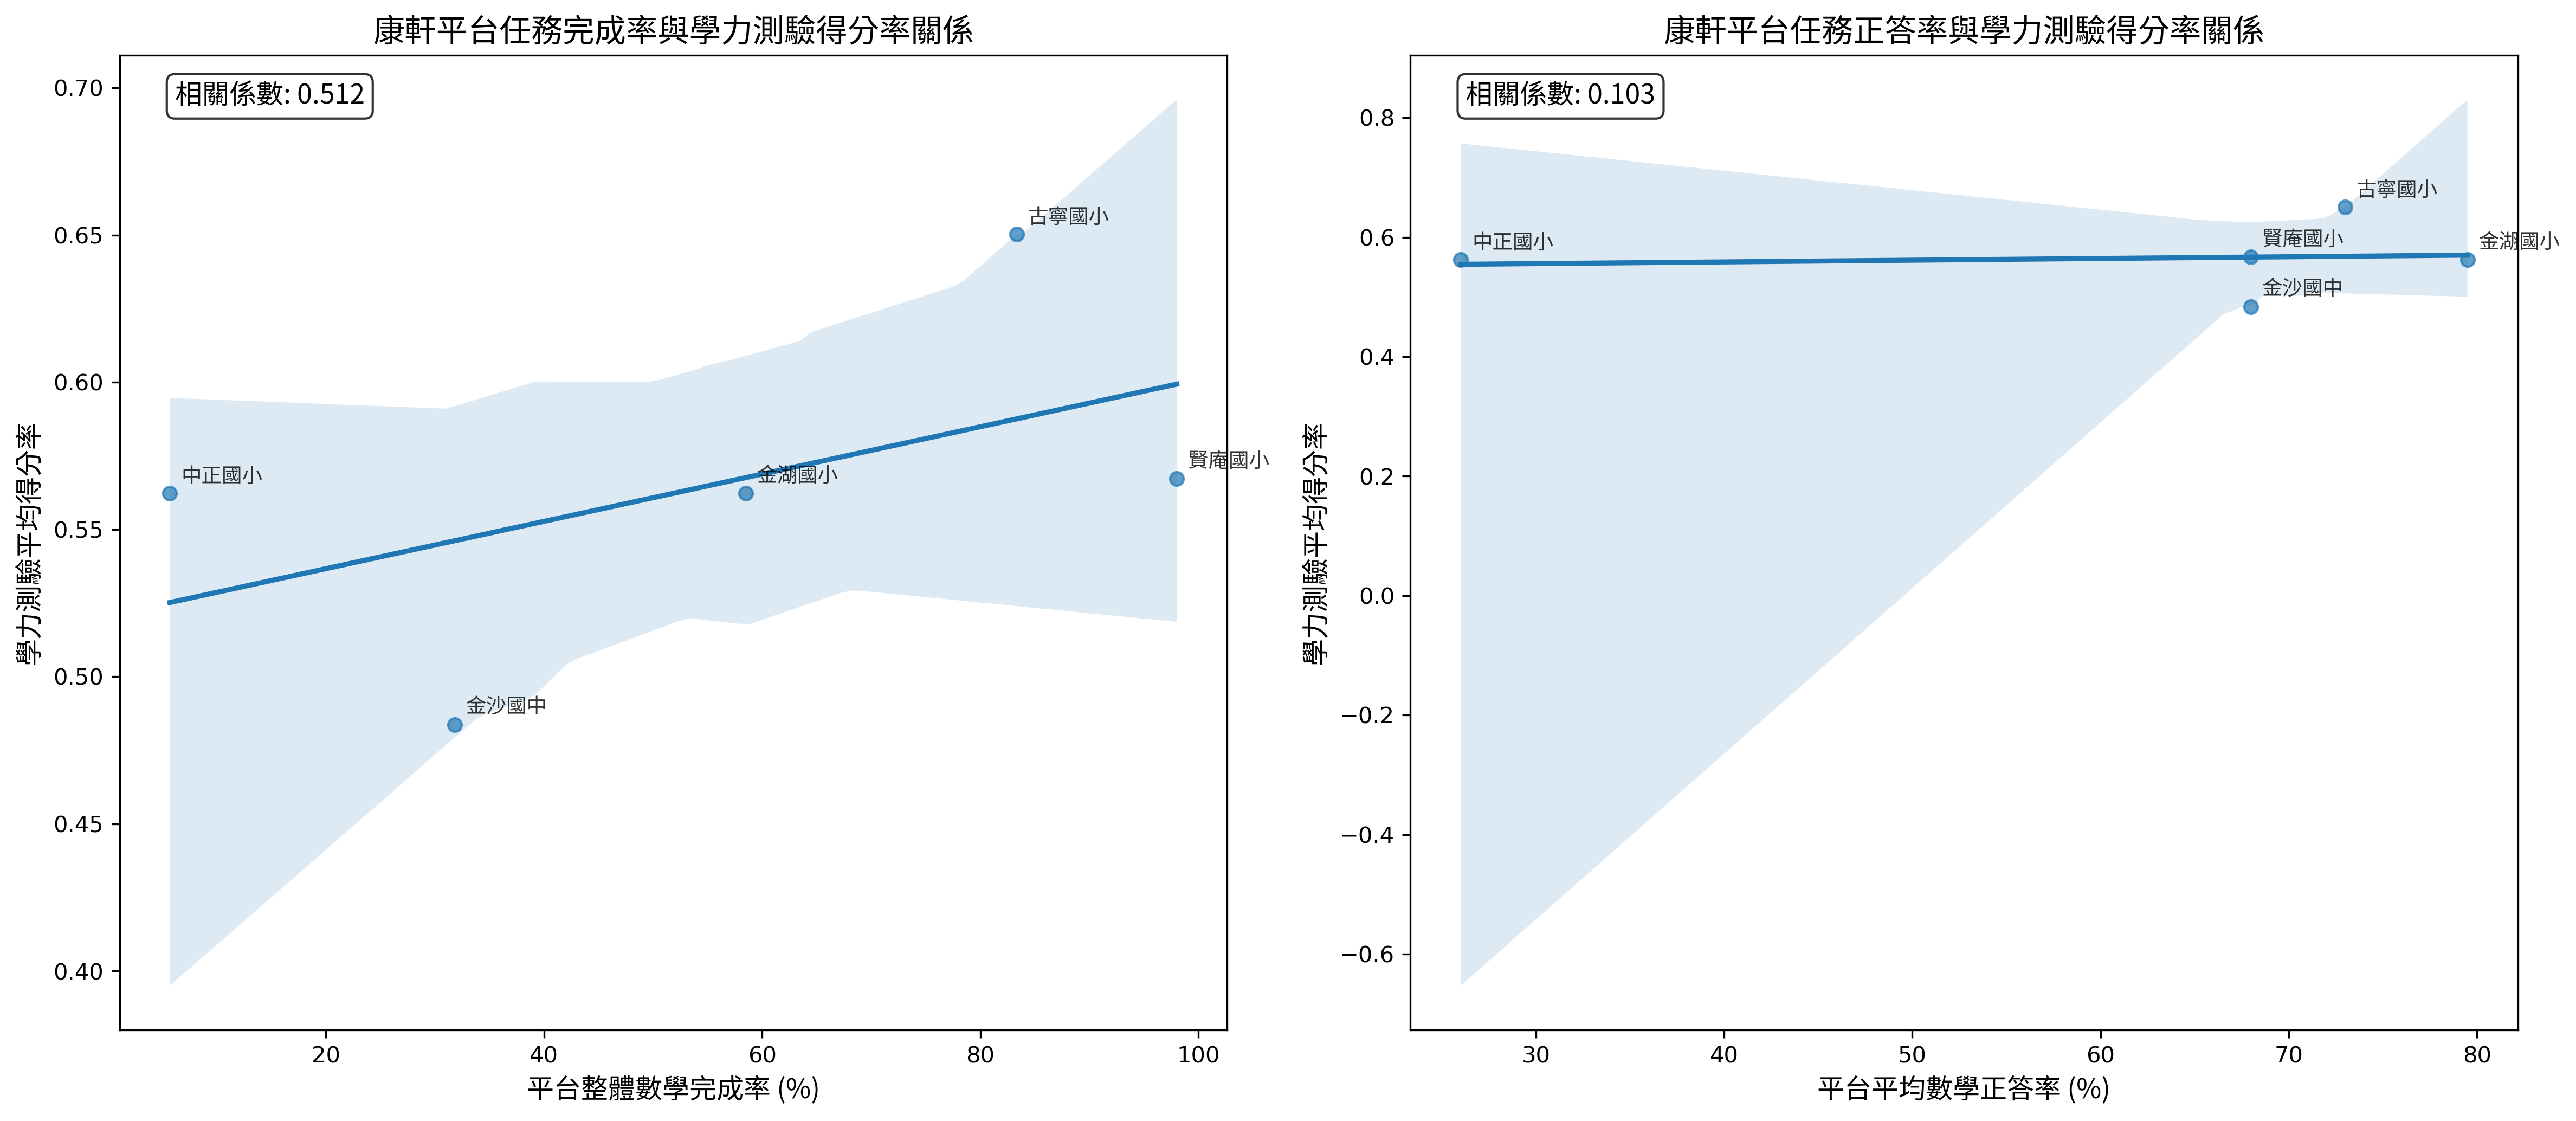 康軒平台任務完成率與學力測驗得分率關係
相關係數: 0.512
0.70
0.65
0.60
0.55
0.50
0.45
0.40
學力測驗平均得分率
古寧國小
賢庵國小
中正國小
金湖國小
金沙國中
20 40 60 80 100
平台整體數學完成率 (%)
康軒平台任務正答率與學力測驗得分率關係
相關係數: 0.103
0.8
0.6
0.4
0.2
0.0
−0.2
−0.4
−0.6
學力測驗平均得分率
古寧國小
中正國小
賢庵國小
金湖國小
金沙國中
30 40 50 60 70 80
平台平均數學正答率 (%)